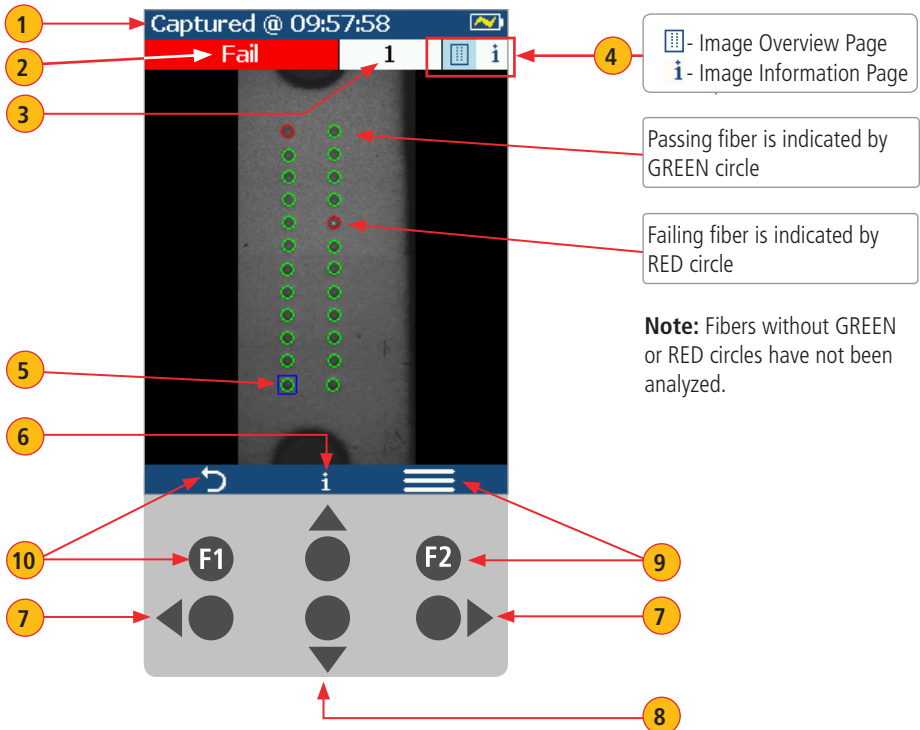 1
Captured @ 09:57:58
2
Fail
1
i
4
- Image Overview Page
i - Image Information Page
3
Passing fiber is indicated by
GREEN circle
Failing fiber is indicated by
RED circle
Note: Fibers without GREEN
or RED circles have not been
analyzed.
5
6
i
10
F1
F2
9
7
7
8